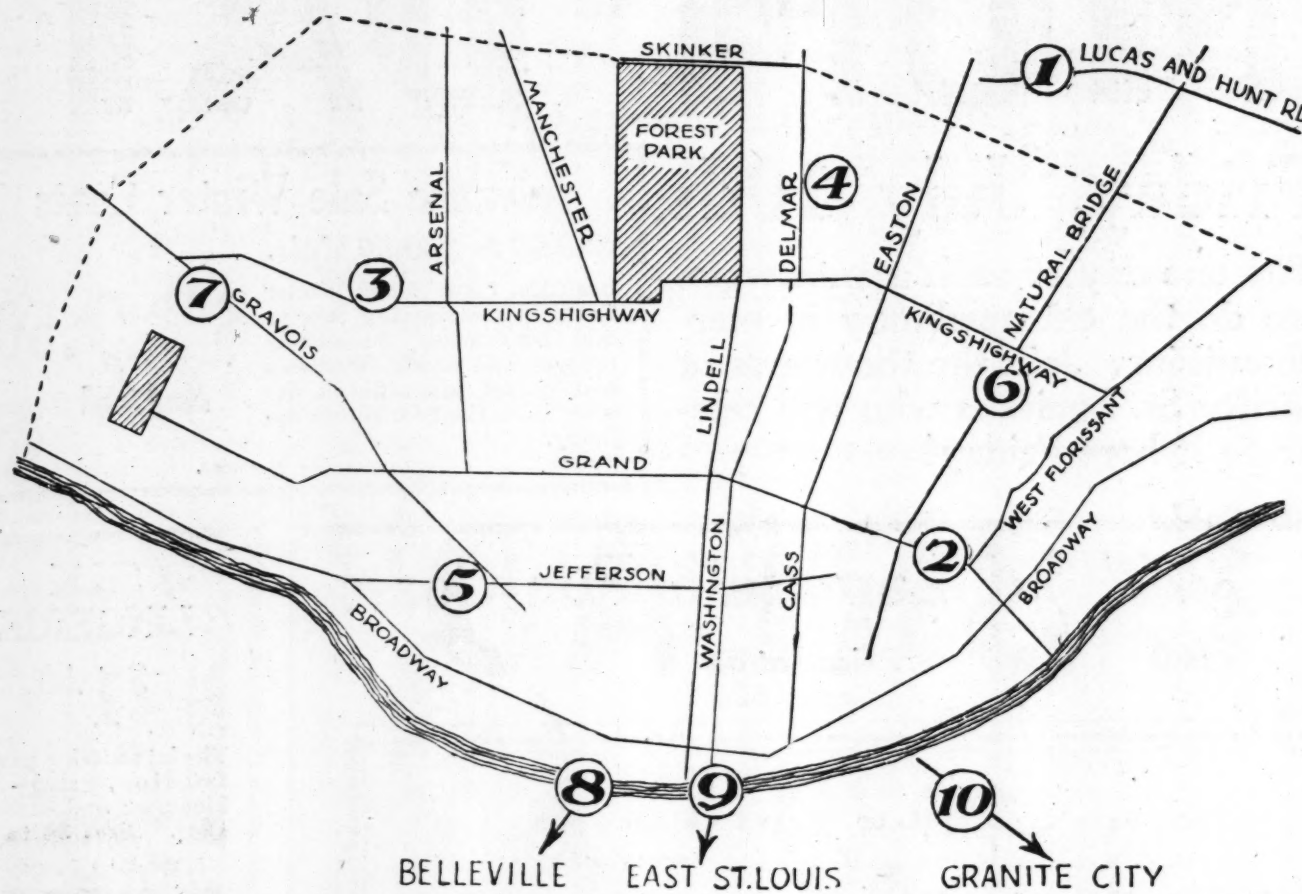 SKINKER
1
LUCAS AND HUNT RD
MANCHESTER
FOREST
PARK
4
DELMAR
EASTON
NATURAL BRIDGE
ARSENAL
7
GRAVOIS
3
KINGSHIGHWAY
KINGSHIGHWAY
6
LINDELL
WEST FLORISSANT
GRAND
WASHINGTON
CASS
2
BROADWAY
5
JEFFERSON
BROADWAY
8
9
10
BELLEVILLE
EAST ST.LOUIS
GRANITE CITY